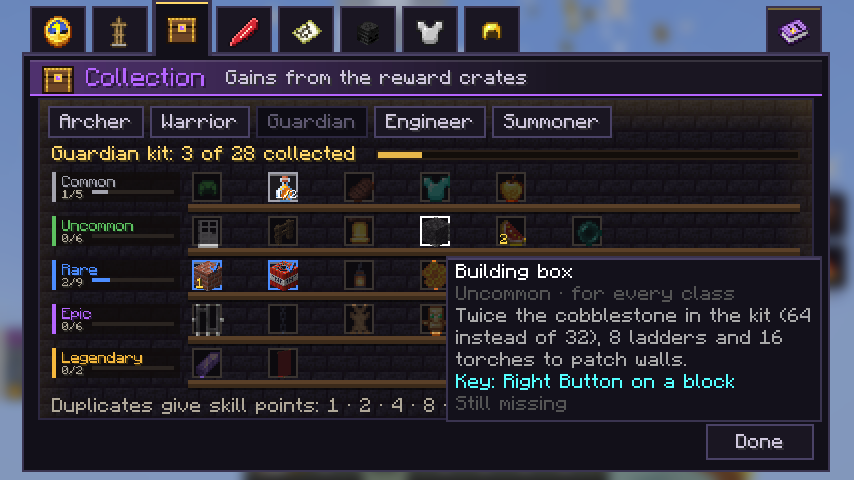 Collection Gains from the reward crates
Archer Warrior Guardian Engineer Summoner
Guardian kit: 3 of 28 collected
Common
1/5
2
Uncommon
0/6
2
Rare
2/9
1
Epic
0/6
Legendary
0/2
Duplicates give skill points: 1 · 2 · 4 · 8 ·
Building box
Uncommon · for every class
Twice the cobblestone in the kit (64
instead of 32), 8 ladders and 16
torches to patch walls.
Key: Right Button on a block
Still missing
Done